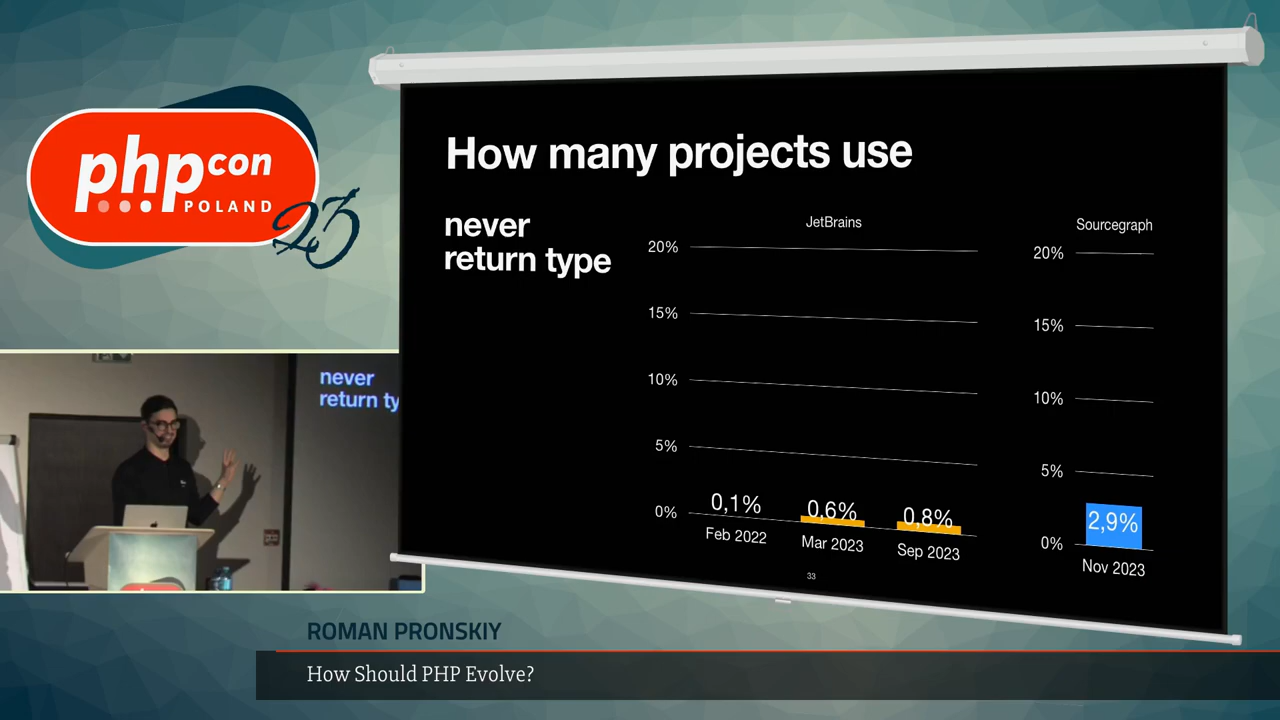 phpcon
POLAND
23
How many projects use
never
return type
JetBrains
20%
15%
10%
5%
0%
0,1%
0,6%
0,8%
Feb 2022
Mar 2023
Sep 2023
Sourcegraph
20%
15%
10%
5%
0%
2,9%
Nov 2023
33
never
return ty
ROMAN PRONSKIY
How Should PHP Evolve?